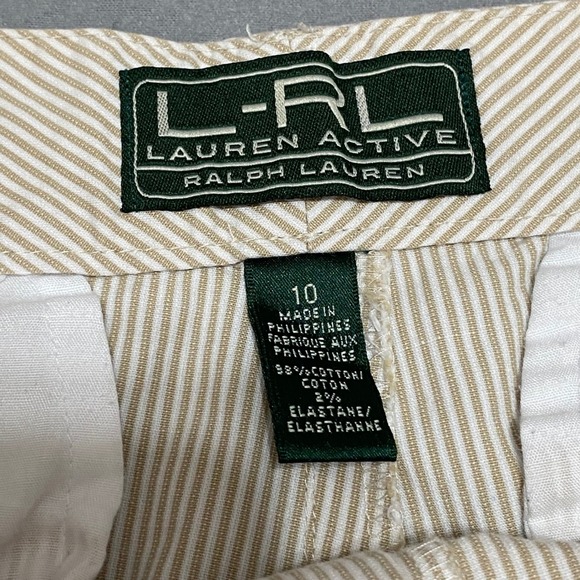 L-RL
LAUREN ACTIVE
RALPH LAUREN
10
MADE IN
PHILIPPINES
FABRIQUE AUX
PHILIPPINES
98% COTTON/
COTON
2%
ELASTANE/
ELASTHANNE